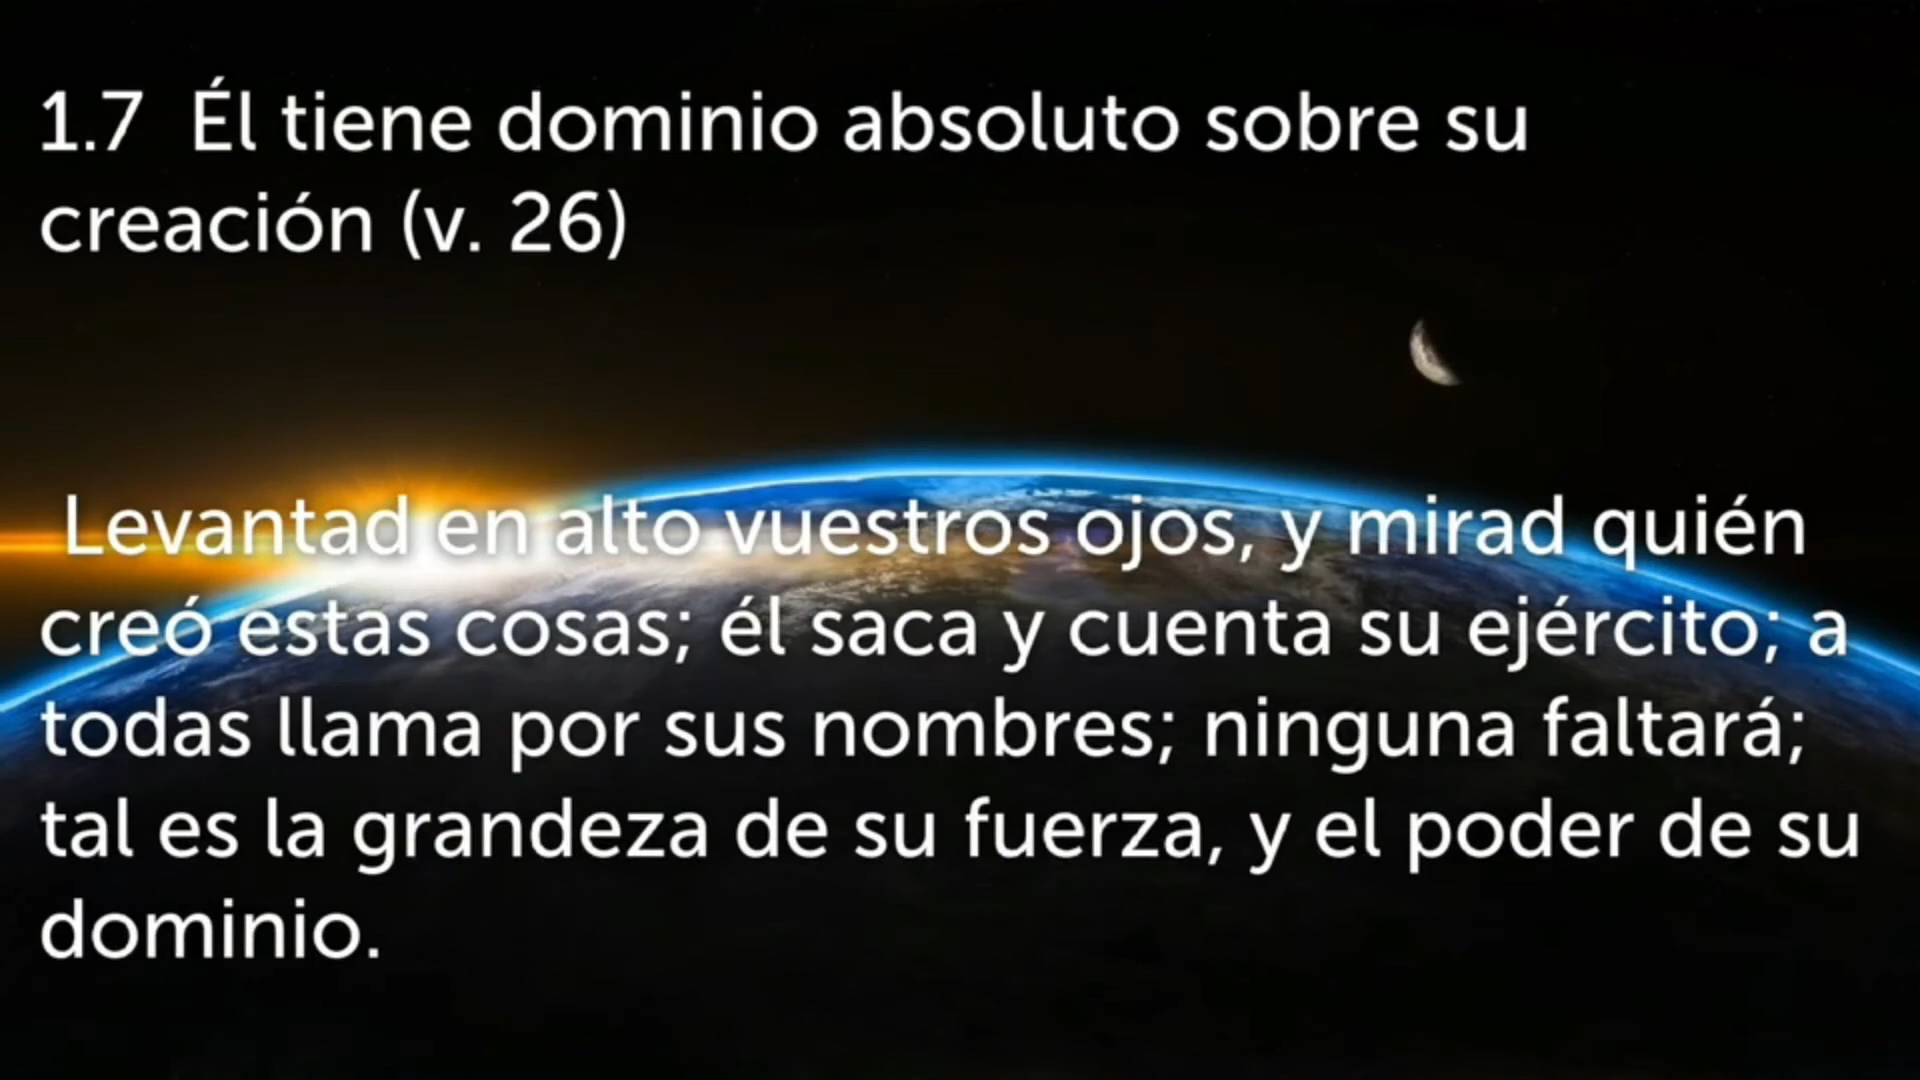 1.7 Él tiene dominio absoluto sobre su
creación (v. 26)
Levantad en alto vuestros ojos, y mirad quién
creó estas cosas; él saca y cuenta su ejército; a
todas llama por sus nombres; ninguna faltará;
tal es la grandeza de su fuerza, y el poder de su
dominio.